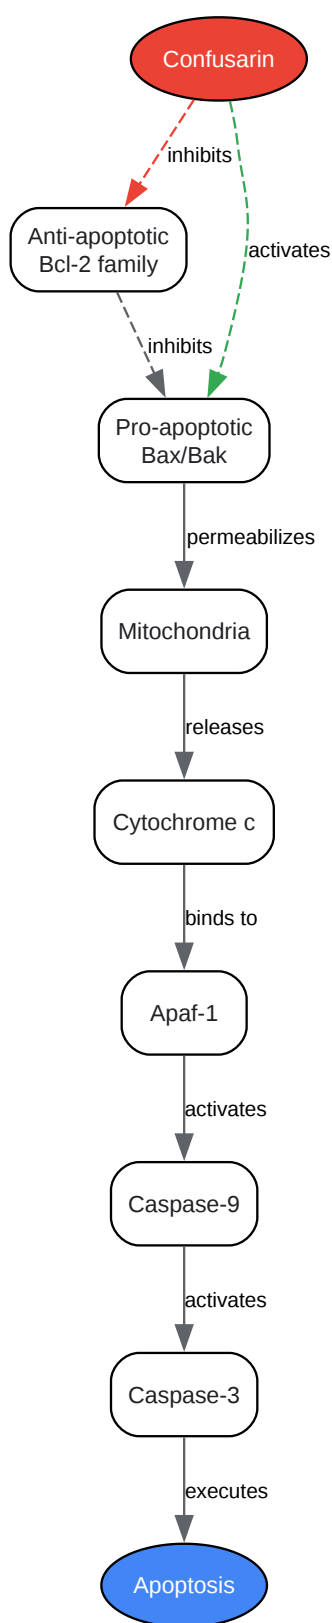 Confusarin
inhibits
Anti-apoptotic
Bcl-2 family
activates
inhibits
Pro-apoptotic
Bax/Bak
permeabilizes
Mitochondria
releases
Cytochrome c
binds to
Apaf-1
activates
Caspase-9
activates
Caspase-3
executes
Apoptosis